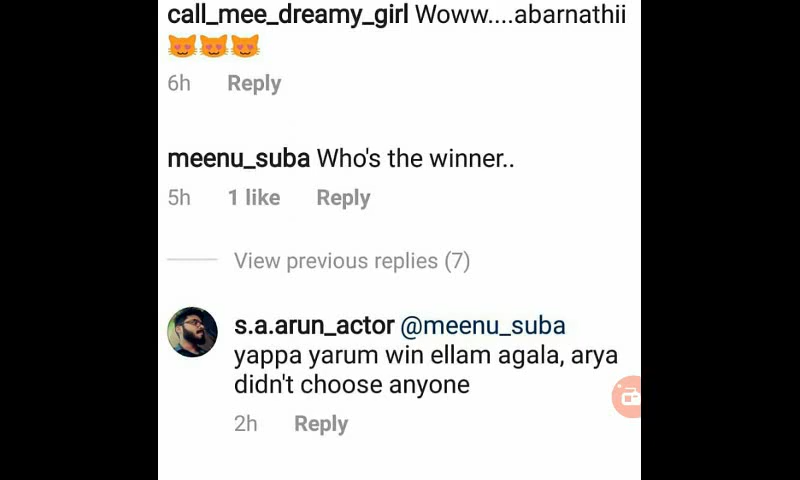 call_mee_dreamy_girl Woww....abarnathii
😻😻😻
6h Reply
meenu_suba Who's the winner..
5h 1 like Reply
View previous replies (7)
s.a.arun_actor @meenu_suba
yappa yarum win ellam agala, arya
didn't choose anyone
2h Reply